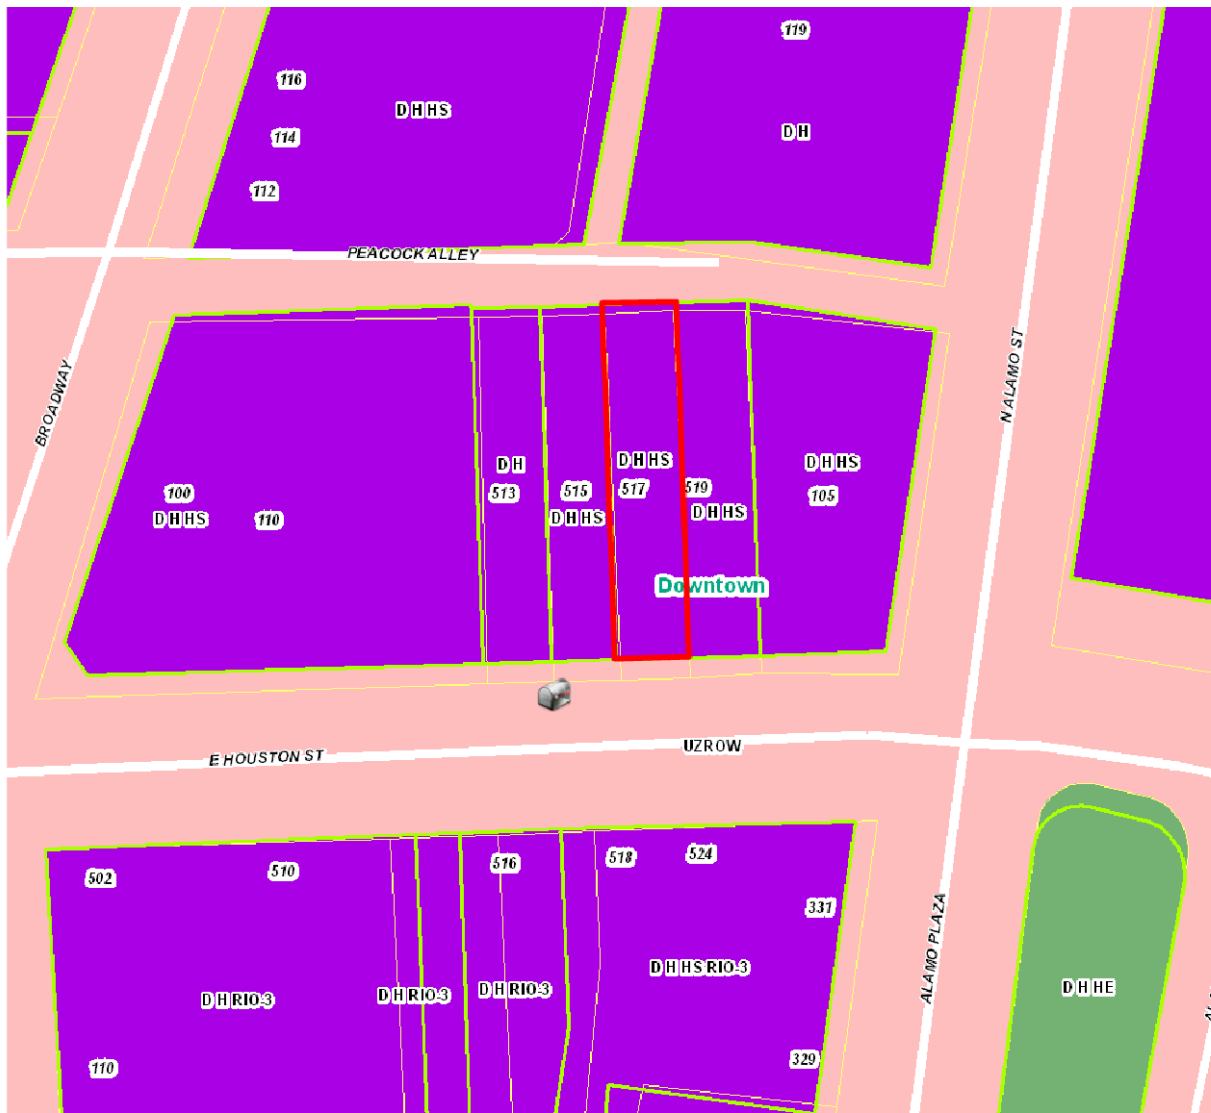 119
116
D H HS
D H
114
112
PEACOCK ALLEY
N ALAMO ST
BROADWAY
D H HS
D H
D H HS
100
513
515
517
519
105
D H HS
110
D H HS
D H HS
Downtown
UZROW
E HOUSTON ST
502
510
516
518
524
331
ALAMO PLAZA
D H HS RIO-3
D H RIO-3
D H RIO-3
D H RIO-3
D H HE
110
329